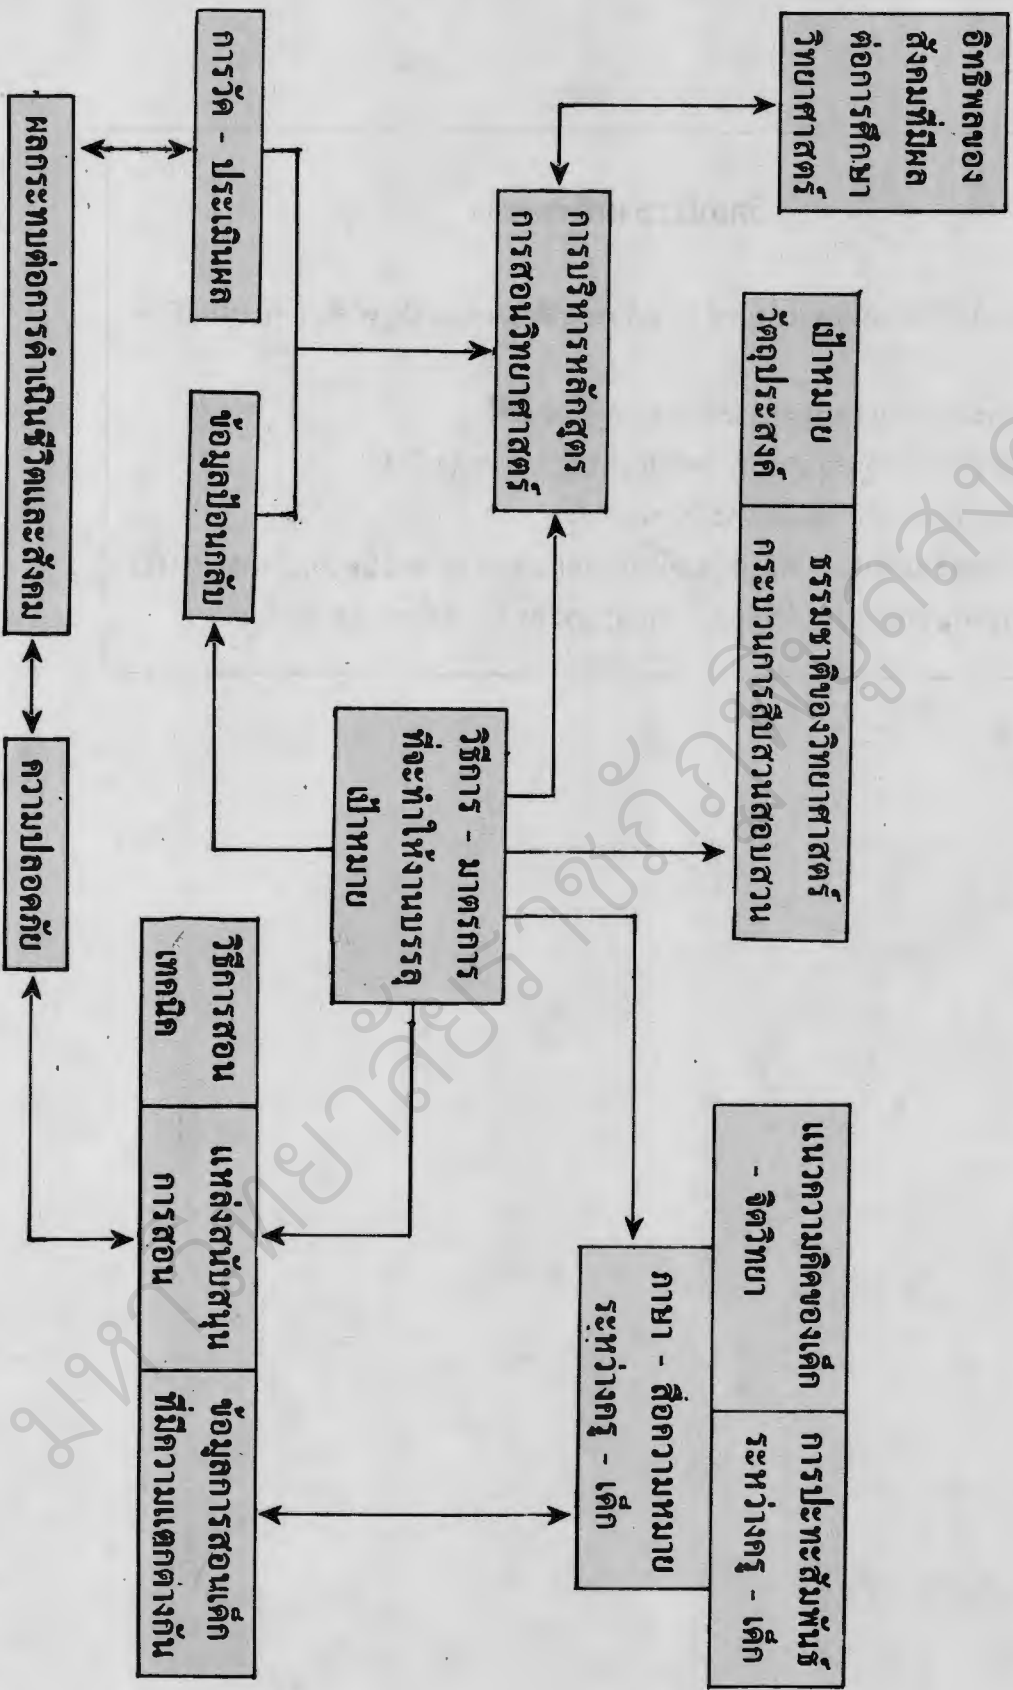 อิทธิพลของ
สังคมที่มีผล
ต่อการศึกษา
วิทยาศาสตร์
เป้าหมาย
วัตถุประสงค์
ธรรมชาติของวิทยาศาสตร์
กระบวนการสืบสวนสอบสวน
แนวความคิดของเด็ก
- จิตวิทยา
การปะทะสัมพันธ์
ระหว่างครู - เด็ก
การบริหารหลักสูตร
การสอนวิทยาศาสตร์
ภาษา - สื่อความหมาย
ระหว่างครู - เด็ก
วิธีการ - มาตรการ
ที่จะทำให้งานบรรลุ
เป้าหมาย
การวัด - ประเมินผล
ข้อมูลป้อนกลับ
วิธีการสอน
เทคนิค
แหล่งสนับสนุน
การสอน
ข้อมูลการสอนเด็ก
ที่มีความแตกต่างกัน
ผลกระทบต่อการดำเนินชีวิตและสังคม
ความปลอดภัย